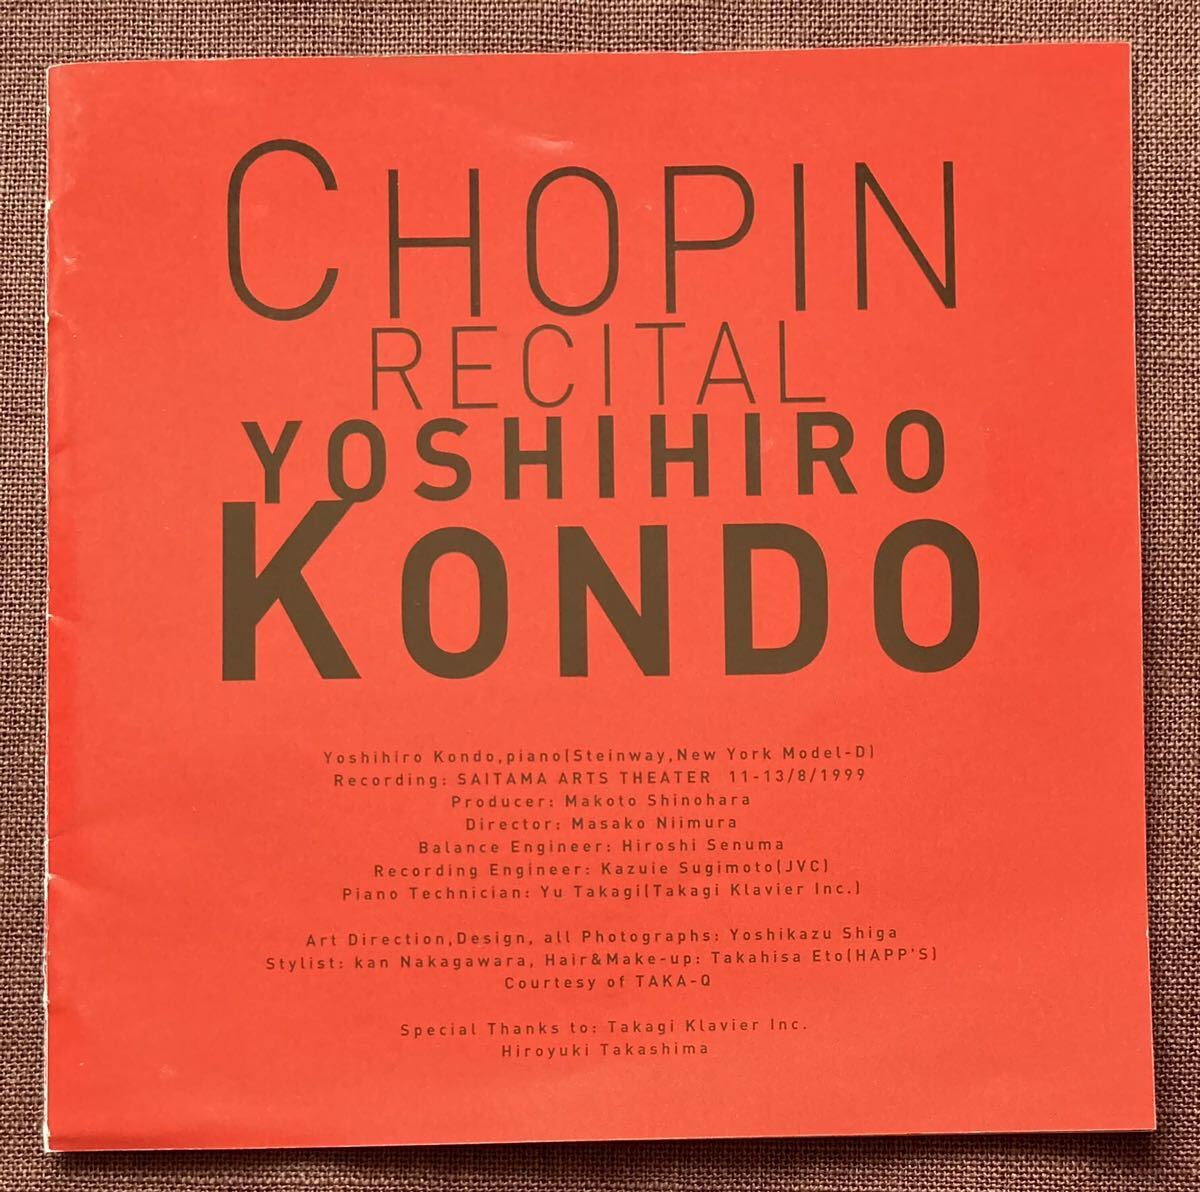 CHOPIN
RECITAL
YOSHIHIRO
KONDO
Yoshihiro Kondo,piano(Steinway,New York Model-D)
Recording: SAITAMA ARTS THEATER 11-13/8/1999
Producer: Makoto Shinohara
Director: Masako Niimura
Balance Engineer: Hiroshi Senuma
Recording Engineer: Kazuie Sugimoto(JVC)
Piano Technician: Yu Takagi(Takagi Klavier Inc.)
Art Direction,Design, all Photographs: Yoshikazu Shiga
Stylist: kan Nakagawara, Hair&Make-up: Takahisa Eto(HAPP'S)
Courtesy of TAKA-Q
Special Thanks to: Takagi Klavier Inc.
Hiroyuki Takashima